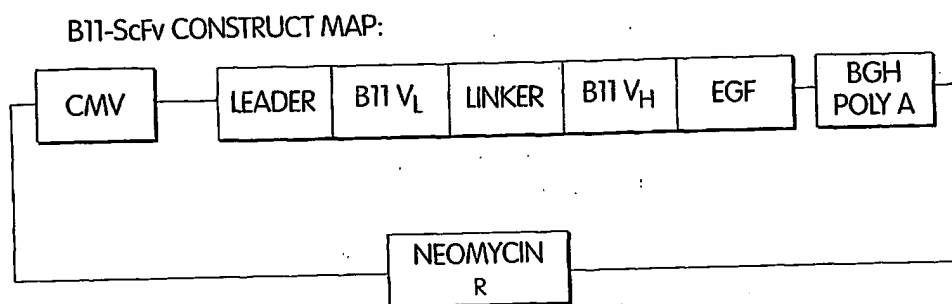 B11-ScFv CONSTRUCT MAP:
CMV
LEADER
B11 VL
LINKER
B11 VH
EGF
BGH
POLY A
NEOMYCIN
R